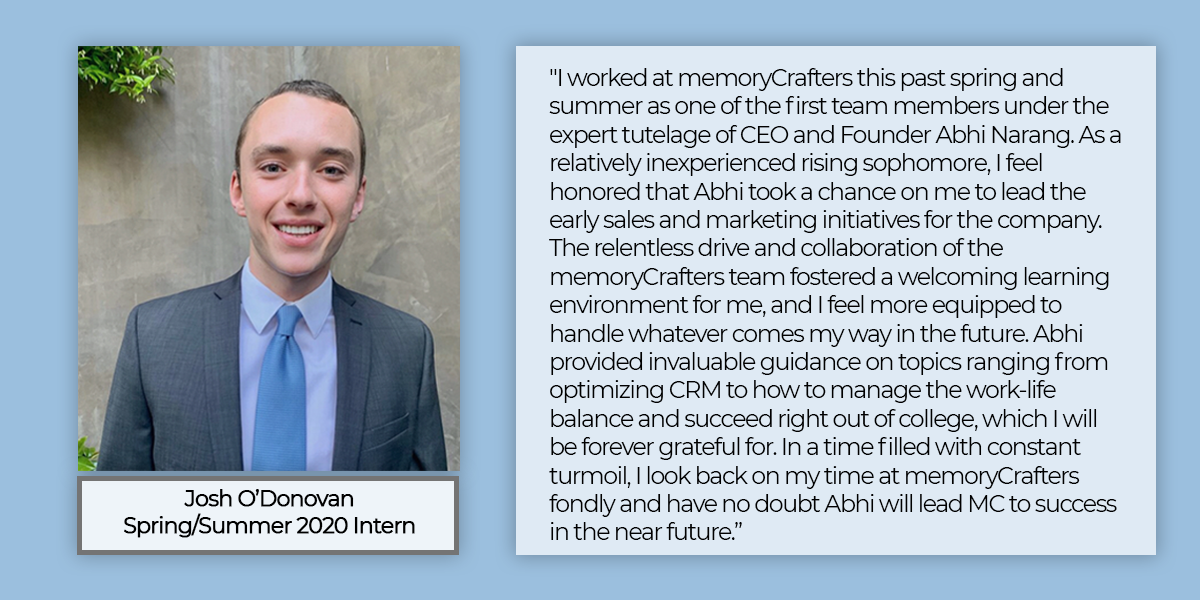 Josh O’Donovan
Spring/Summer 2020 Intern
"I worked at memoryCrafters this past spring and
summer as one of the first team members under the
expert tutelage of CEO and Founder Abhi Narang. As a
relatively inexperienced rising sophomore, I feel
honored that Abhi took a chance on me to lead the
early sales and marketing initiatives for the company.
The relentless drive and collaboration of the
memoryCrafters team fostered a welcoming learning
environment for me, and I feel more equipped to
handle whatever comes my way in the future. Abhi
provided invaluable guidance on topics ranging from
optimizing CRM to how to manage the work-life
balance and succeed right out of college, which I will
be forever grateful for. In a time filled with constant
turmoil, I look back on my time at memoryCrafters
fondly and have no doubt Abhi will lead MC to success
in the near future.”